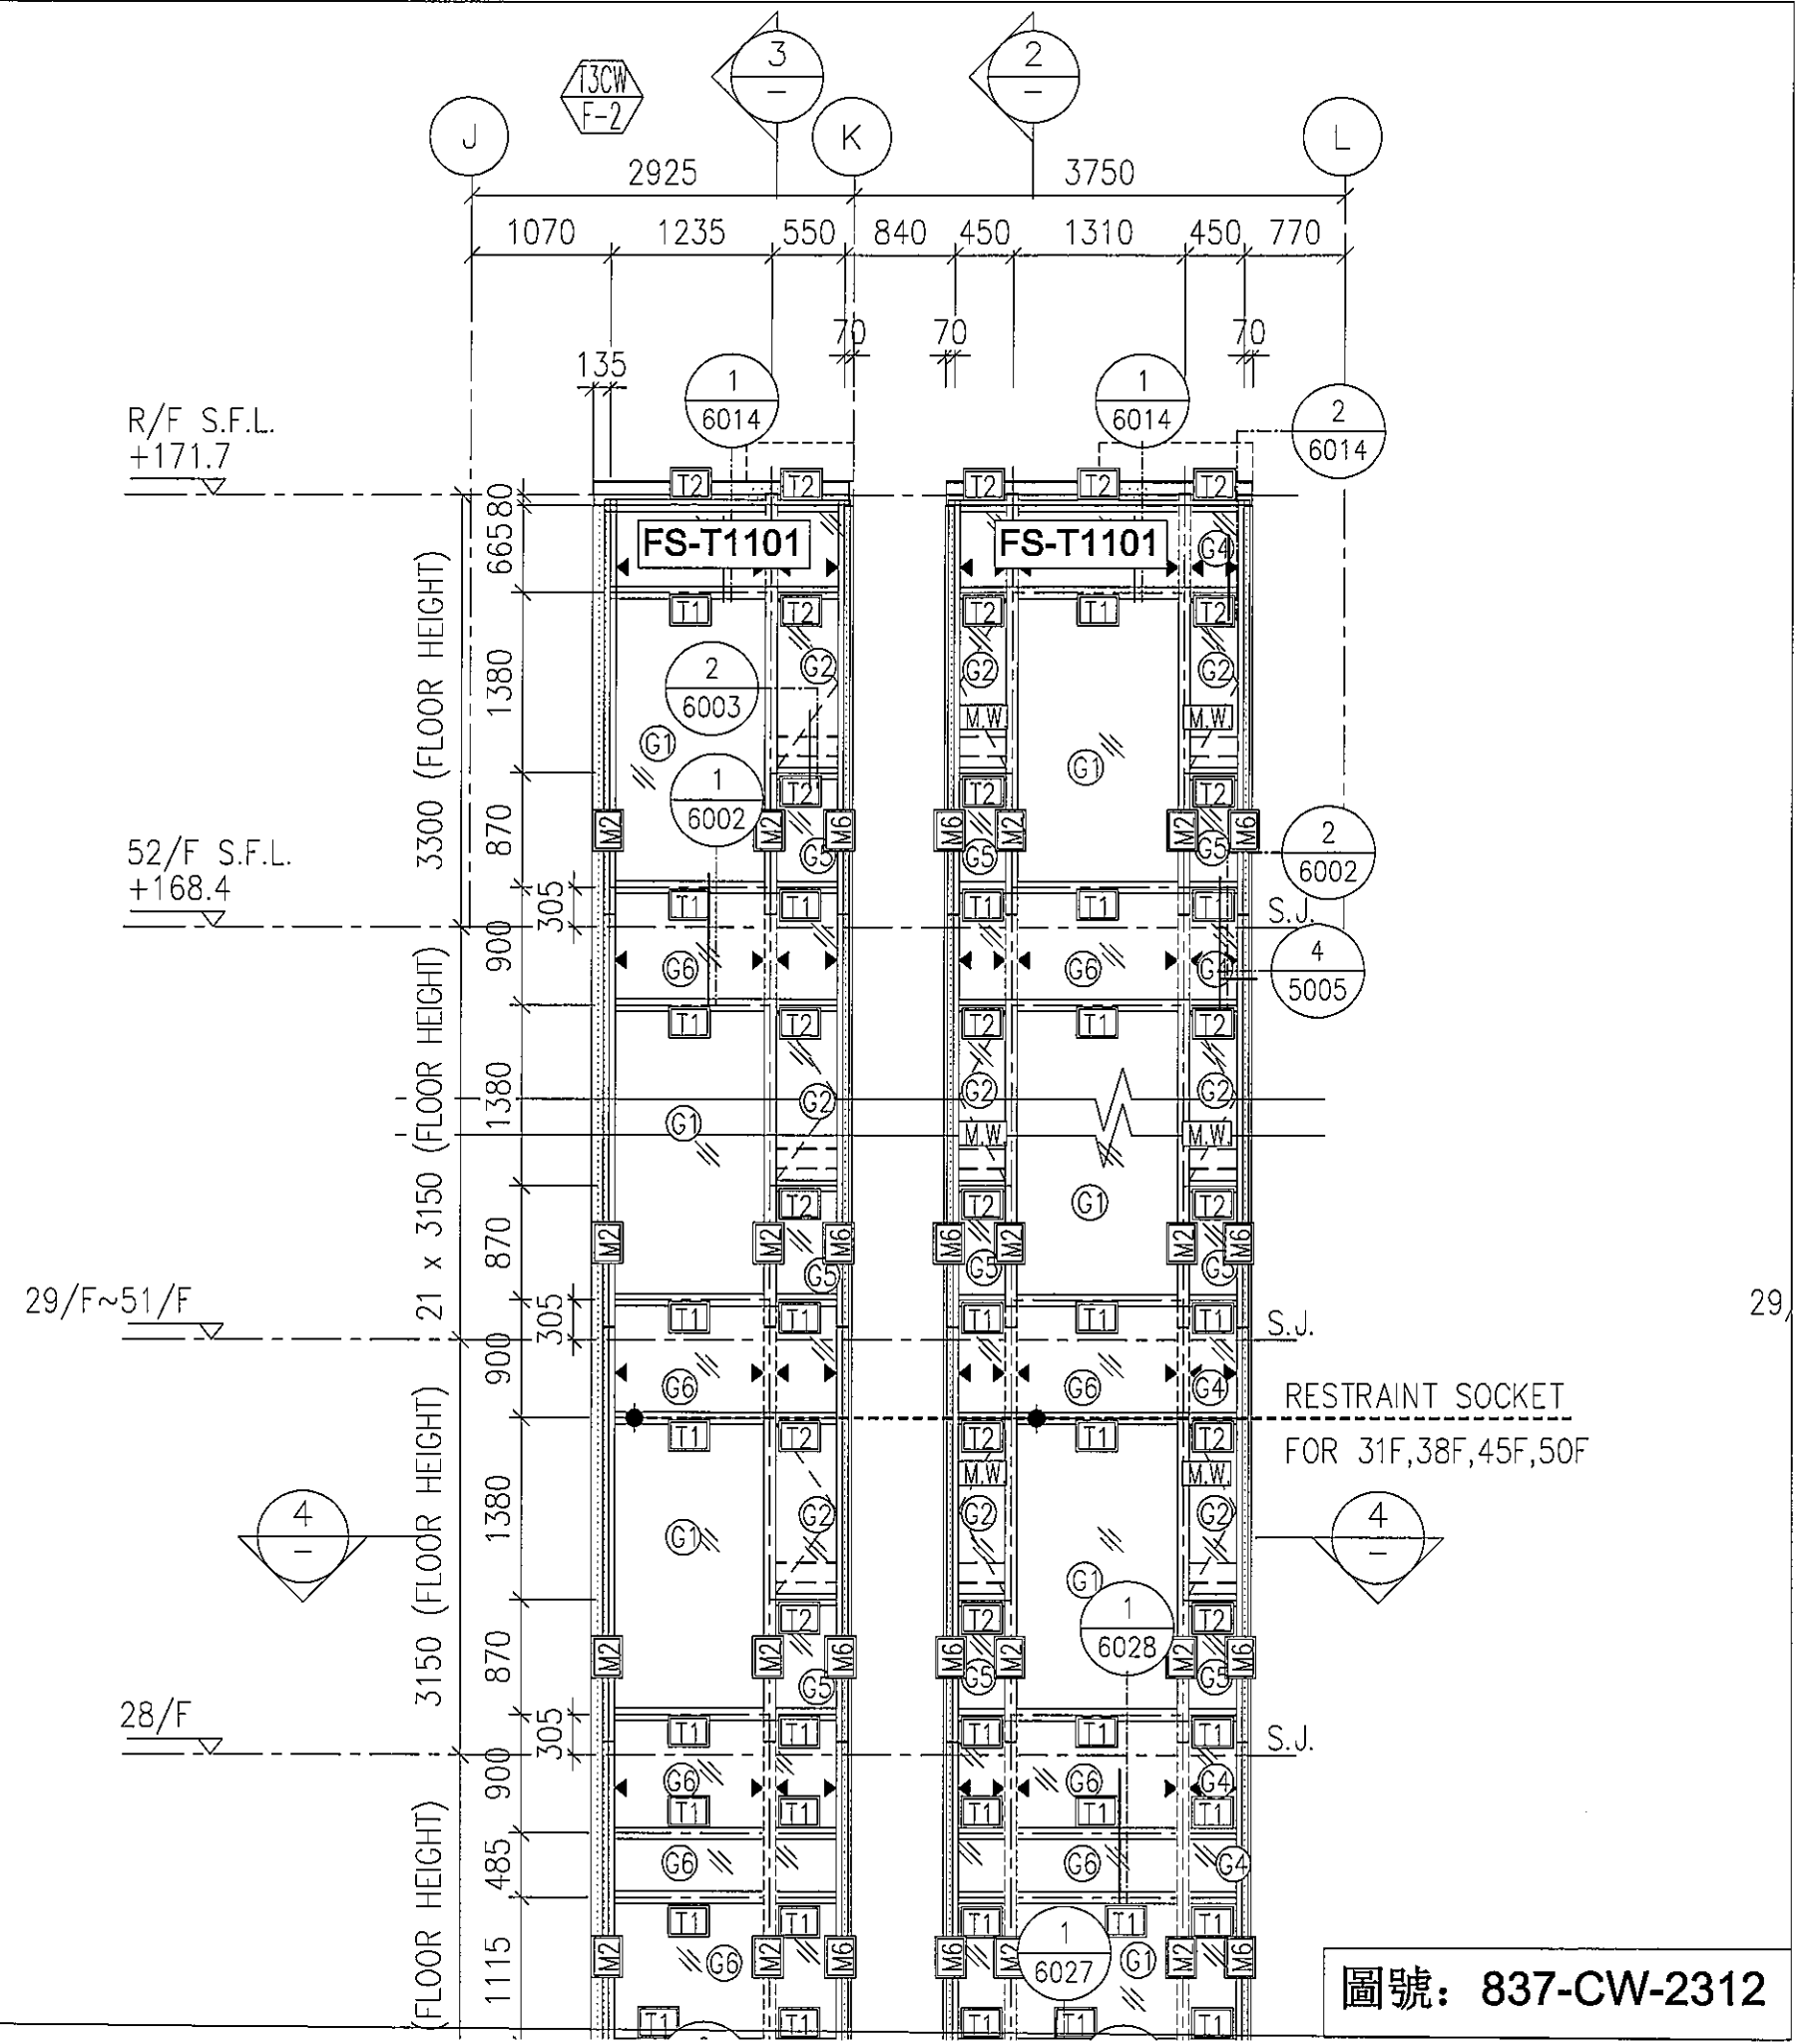 3
–
2
–
T3CW
F-2
J
K
L
2925
3750
1070
1235
550
840
450
1310
450
770
70
70
70
135
1
6014
1
6014
2
6014
R/F S.F.L.
+171.7
T2
T2
T2
T2
T2
80
665
FS-T1101
FS-T1101
G4
T1
T2
T2
T1
T2
3300 (FLOOR HEIGHT)
1380
2
6003
G2
G2
G2
M.W.
M.W.
G1
G1
1
6002
T2
T2
T2
870
M2
M2
M6
M6
M2
M2
M6
G5
G5
G5
2
6002
52/F S.F.L.
+168.4
305
T1
T1
T1
T1
T1
S.J.
900
G6
G6
G4
4
5005
T1
T2
T2
T1
T2
21 x 3150 (FLOOR HEIGHT)
1380
G2
G2
G2
G1
M.W.
M.W.
T2
T2
T2
G1
870
M2
M2
M6
M6
M2
M2
M6
G5
G5
G5
29/F~51/F
29/
305
T1
T1
T1
T1
T1
S.J.
900
G6
G6
G4
RESTRAINT SOCKET
FOR 31F,38F,45F,50F
T1
T2
T2
T1
T2
M.W.
M.W.
3150 (FLOOR HEIGHT)
1380
4
–
G1
G2
G2
G2
4
–
G1
T2
T2
T2
1
6028
870
M2
M2
M6
M6
M2
M2
M6
G5
G5
G5
28/F
305
T1
T1
T1
T1
T1
S.J.
900
G6
G6
G4
T1
T1
T1
T1
T1
485
G6
G6
G4
T1
T1
T1
T1
T1
(FLOOR HEIGHT)
1115
M2
M2
M6
M6
M2
M2
M6
G6
G1
1
6027
T1
T1
T1
T1
T1
圖號：837-CW-2312